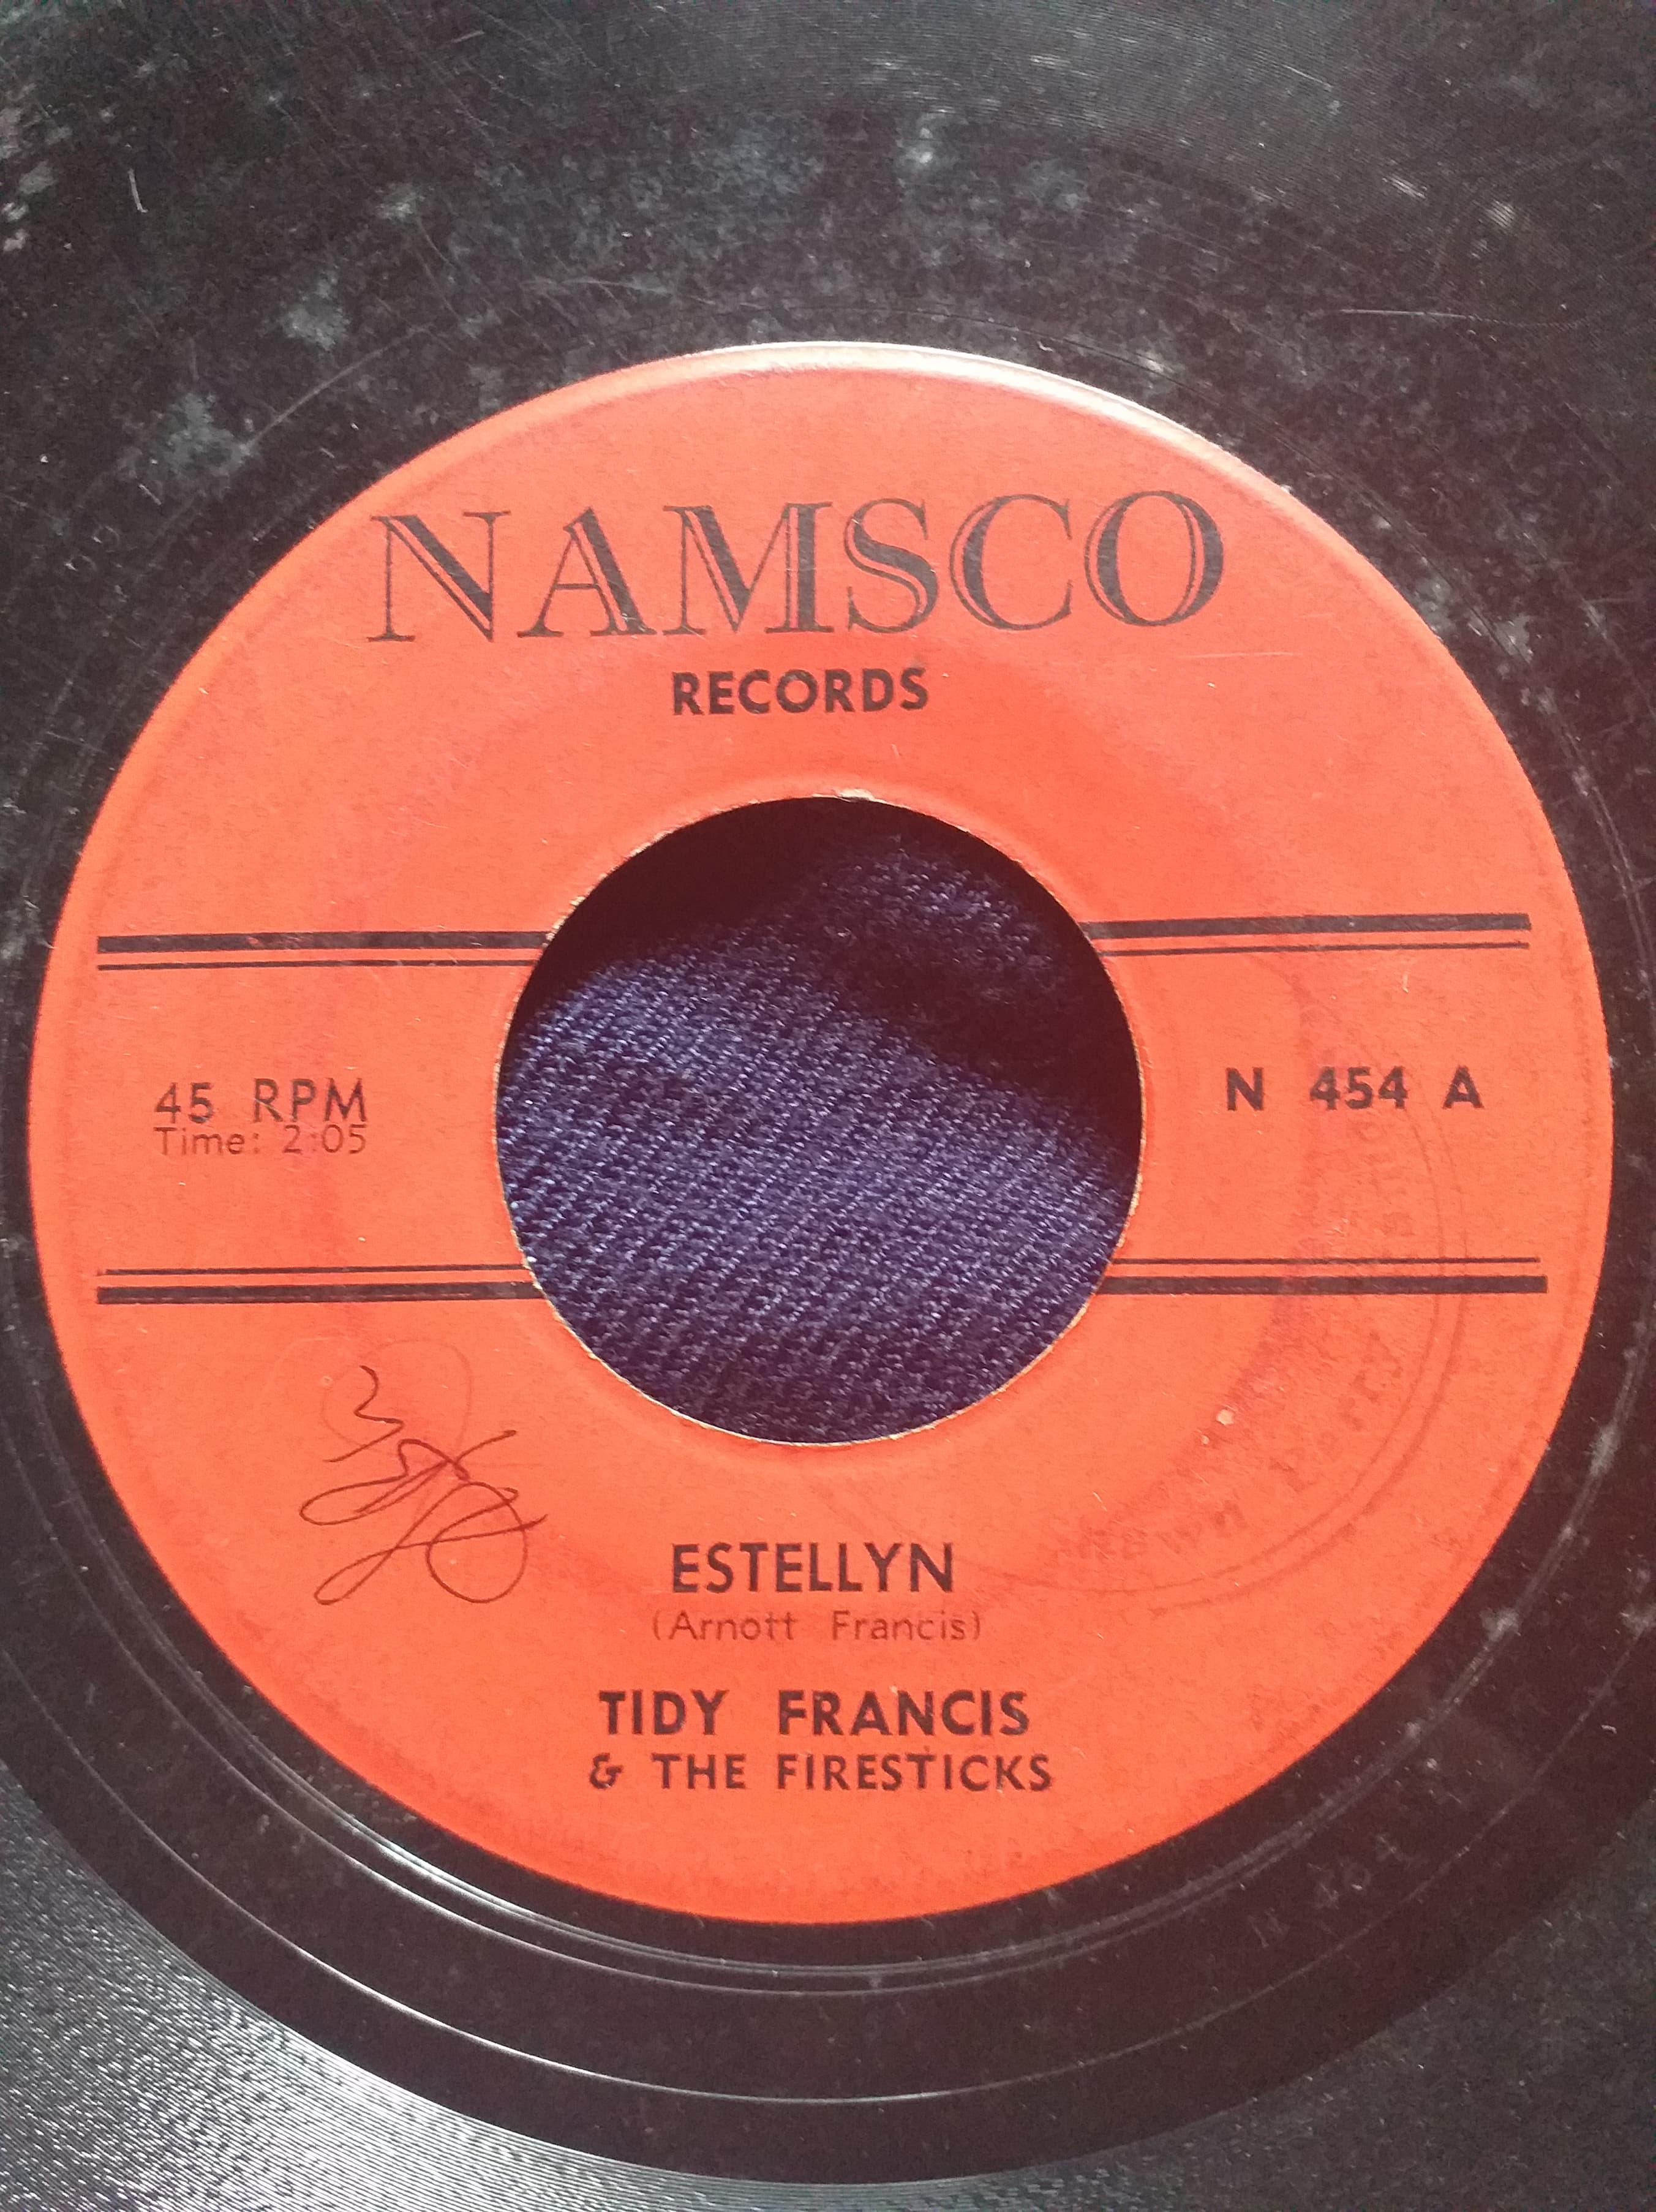 NAMSCO
RECORDS
45 RPM
Time: 2:05
N 454 A
ESTELLYN
(Arnott Francis)
TIDY FRANCIS
& THE FIRESTICKS